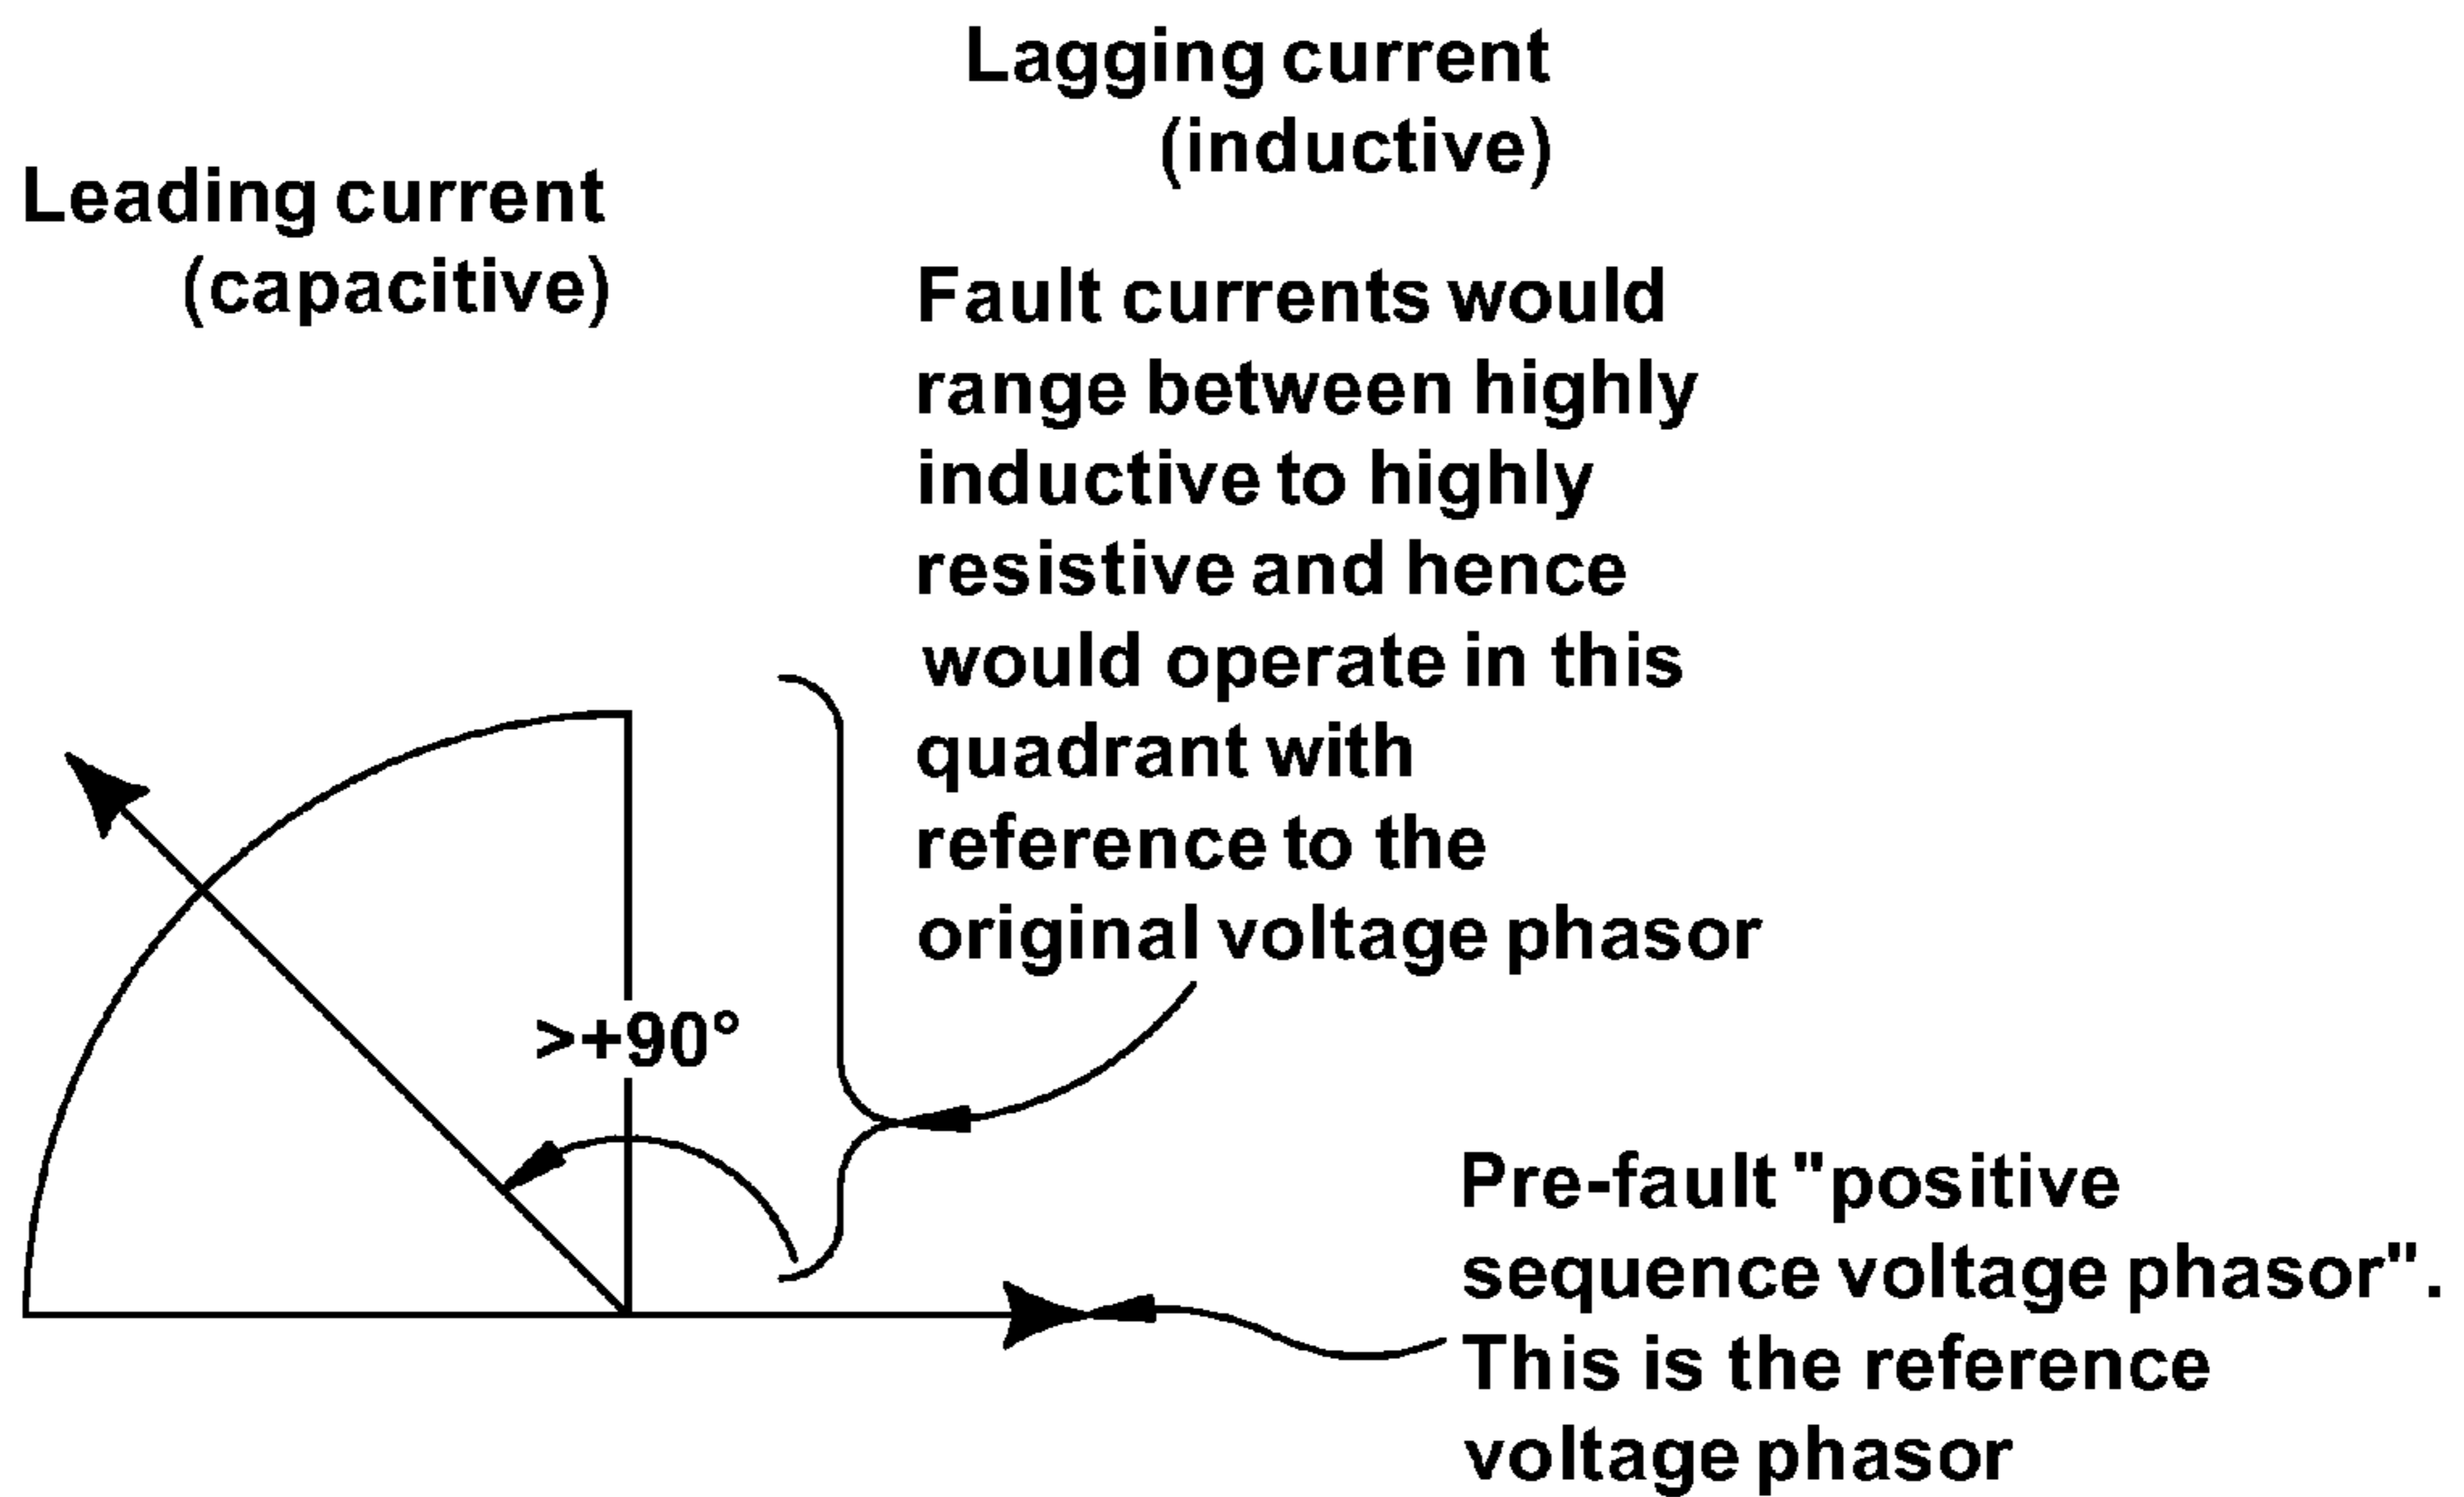 Lagging current
(inductive)
Leading current
(capacitive)
Fault currents would
range between highly
inductive to highly
resistive and hence
would operate in this
quadrant with
reference to the
original voltage phasor
>+90°
Pre-fault "positive
sequence voltage phasor".
This is the reference
voltage phasor